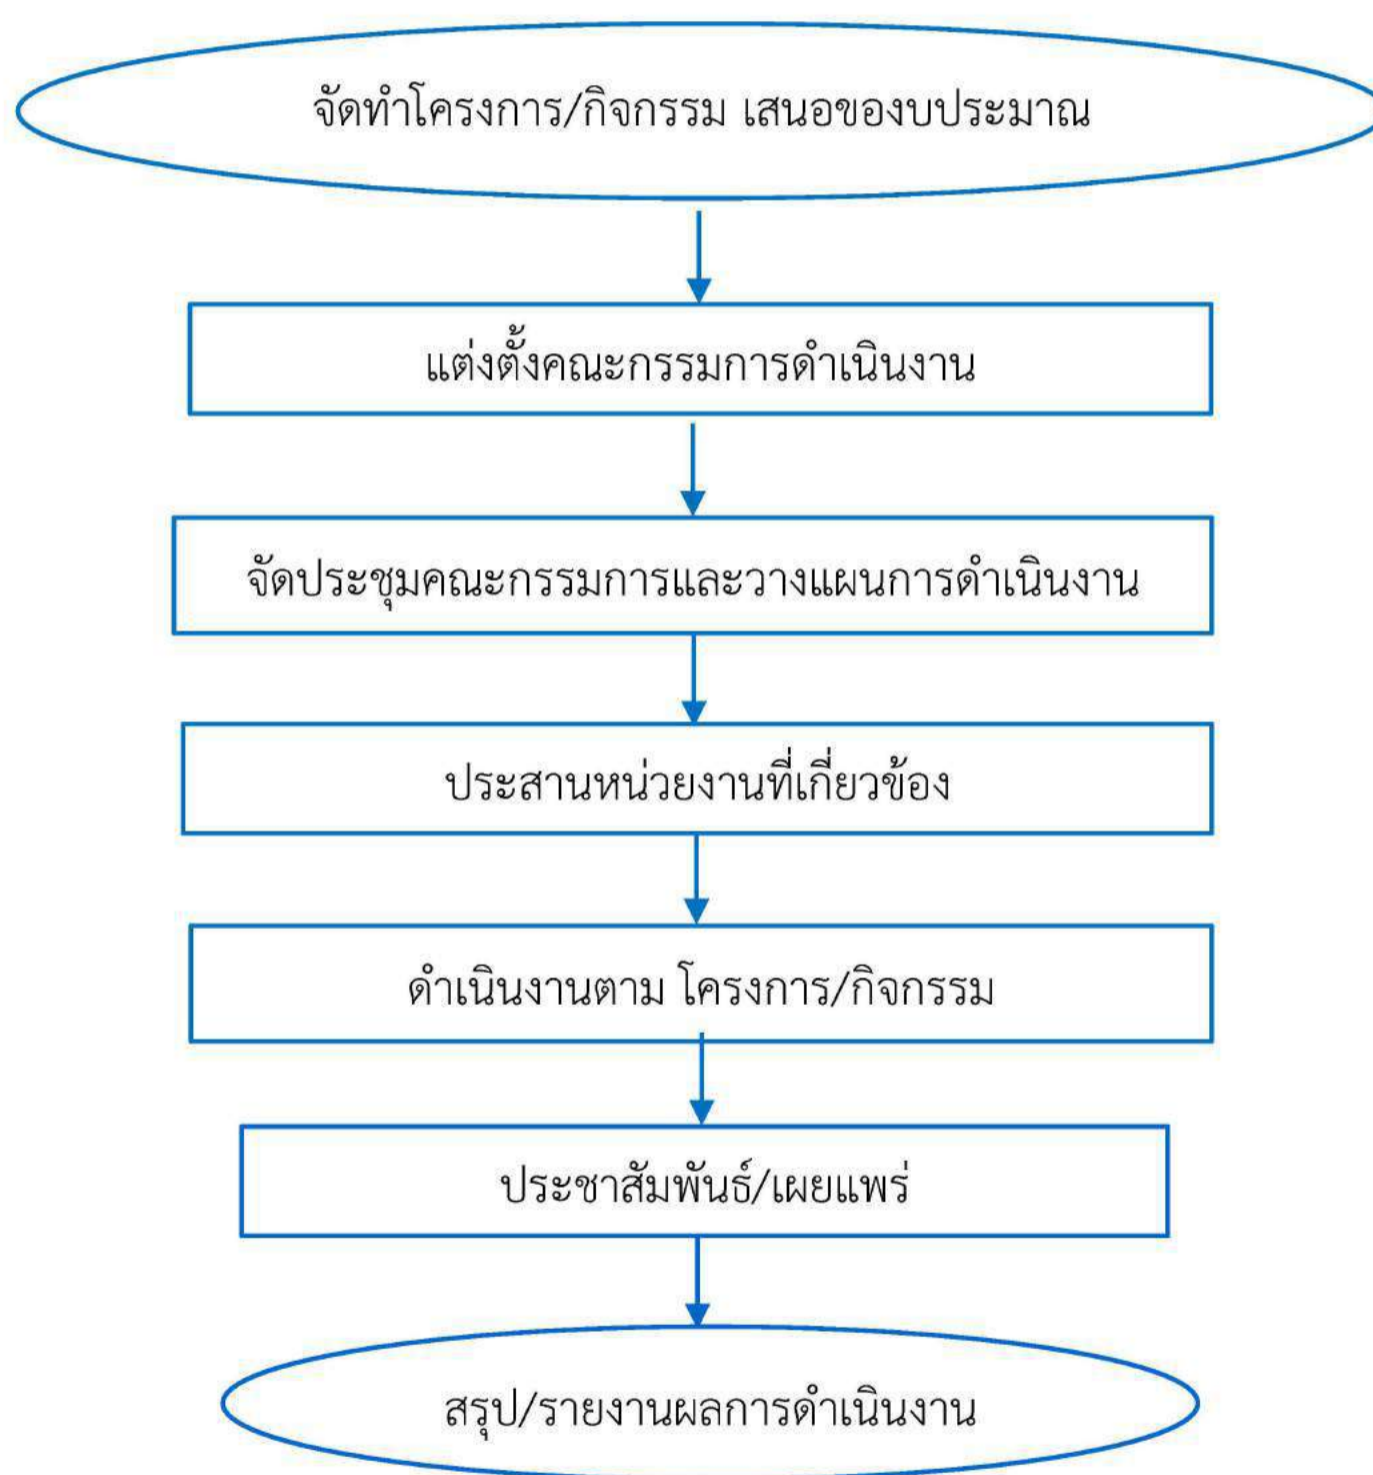 จัดทำโครงการ/กิจกรรม เสนอของบประมาณ
แต่งตั้งคณะกรรมการดำเนินงาน
จัดประชุมคณะกรรมการและวางแผนการดำเนินงาน
ประสานหน่วยงานที่เกี่ยวข้อง
ดำเนินงานตาม โครงการ/กิจกรรม
ประชาสัมพันธ์/เผยแพร่
สรุป/รายงานผลการดำเนินงาน